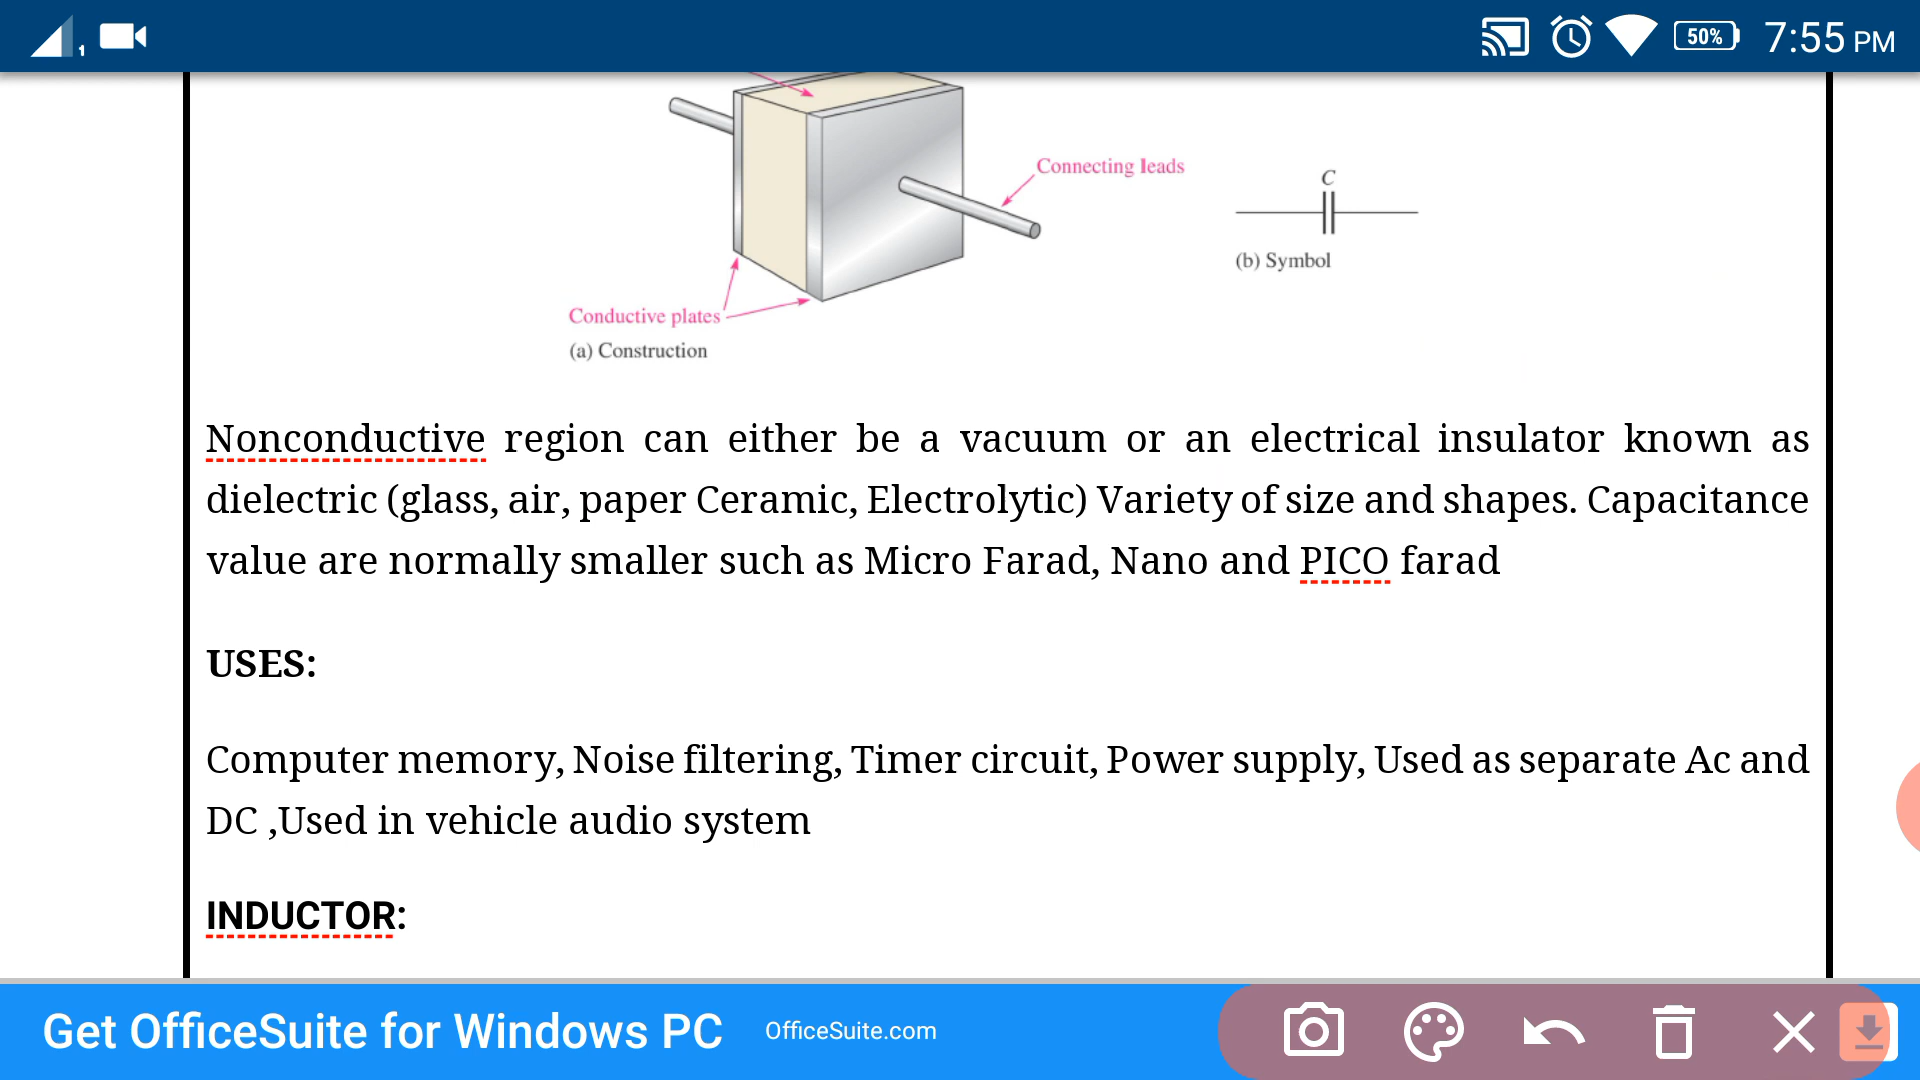 1
50% 7:55 PM
Connecting leads
C
(b) Symbol
Conductive plates
(a) Construction
Nonconductive region can either be a vacuum or an electrical insulator known as
dielectric (glass, air, paper Ceramic, Electrolytic) Variety of size and shapes. Capacitance
value are normally smaller such as Micro Farad, Nano and PICO farad
USES:
Computer memory, Noise filtering, Timer circuit, Power supply, Used as separate Ac and
DC ,Used in vehicle audio system
INDUCTOR:
Get OfficeSuite for Windows PC OfficeSuite.com